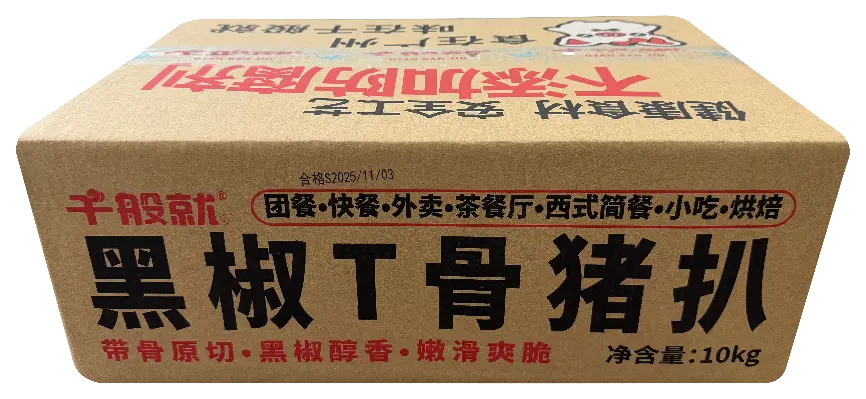 食在广州
味在千般就
不添加防腐剂
健康食材 安全工艺
合格S2025/11/03
千般就®
团餐·快餐·外卖·茶餐厅·西式简餐·小吃·烘焙
黑椒T骨猪扒
带骨原切·黑椒醇香·嫩滑爽脆
净含量:10kg